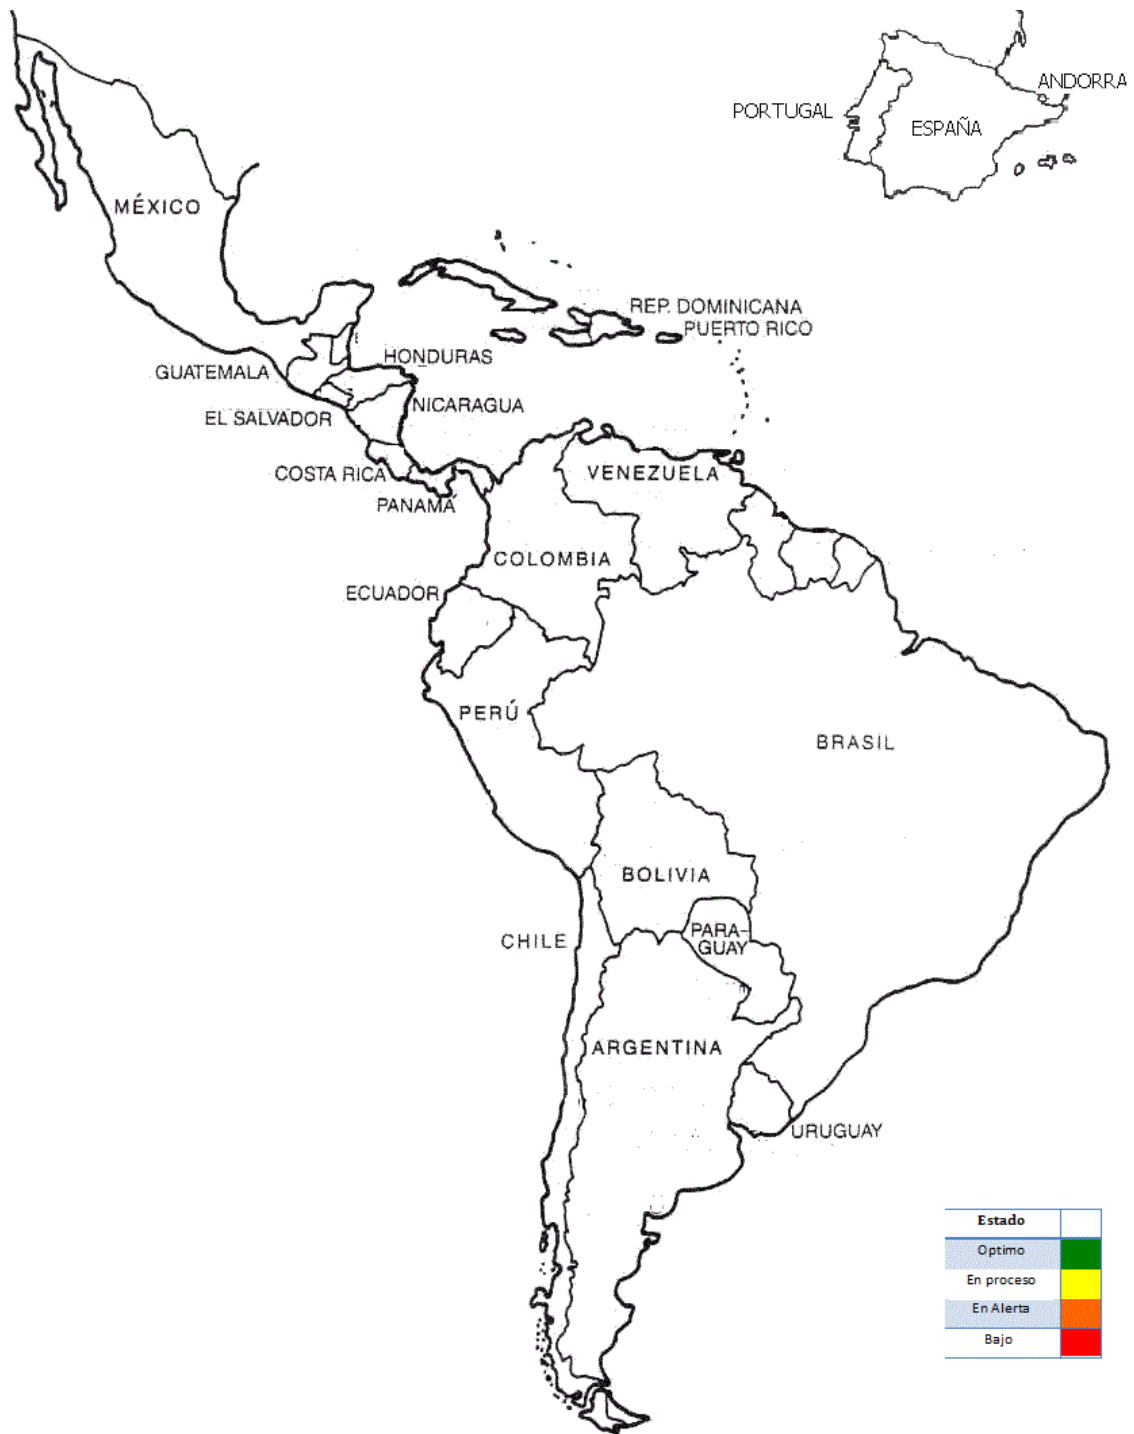 ANDORRA
PORTUGAL
ESPAÑA
MÉXICO
REP. DOMINICANA
PUERTO RICO
HONDURAS
GUATEMALA
NICARAGUA
EL SALVADOR
COSTA RICA
VENEZUELA
PANAMÁ
COLOMBIA
ECUADOR
PERÚ
BRASIL
BOLIVIA
PARA-
GUAY
CHILE
ARGENTINA
URUGUAY
Estado
Optimo
En proceso
En Alerta
Bajo